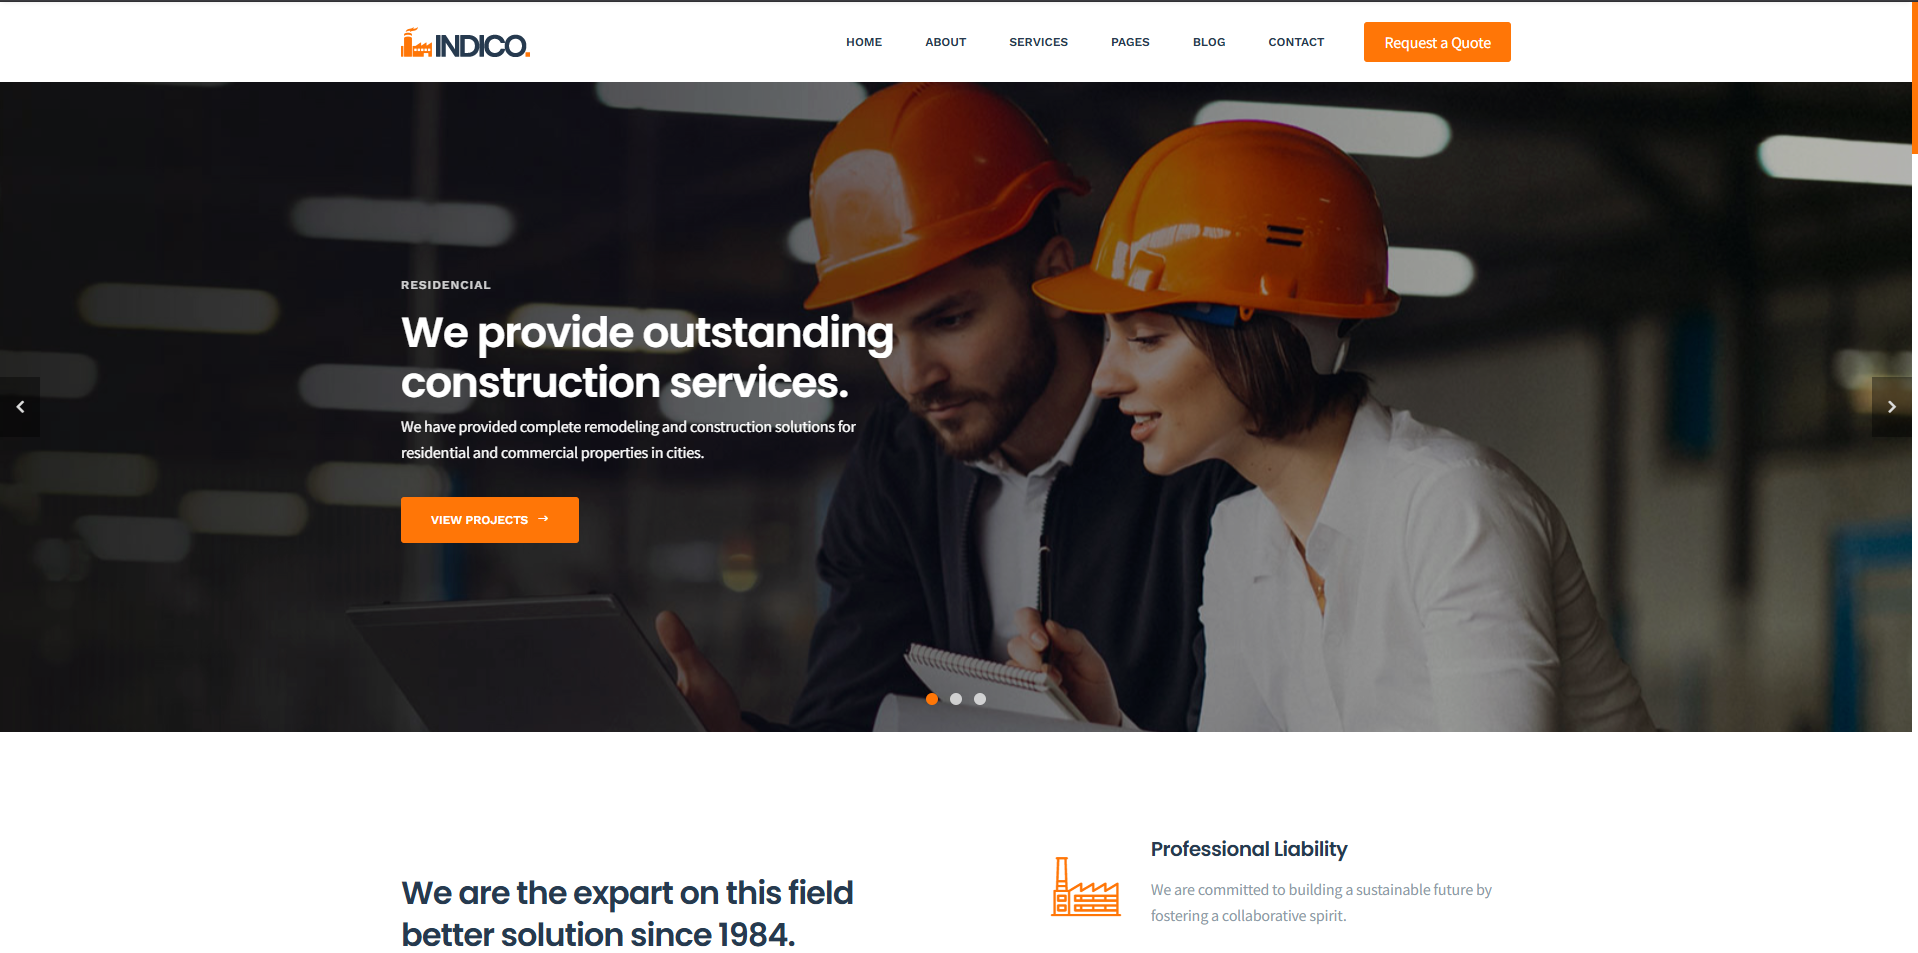 INDICO.
HOME
ABOUT
SERVICES
PAGES
BLOG
CONTACT
Request a Quote
RESIDENCIAL
We provide outstanding
construction services.
We have provided complete remodeling and construction solutions for
residential and commercial properties in cities.
VIEW PROJECTS →
We are the expart on this field
better solution since 1984.
Professional Liability
We are committed to building a sustainable future by
fostering a collaborative spirit.